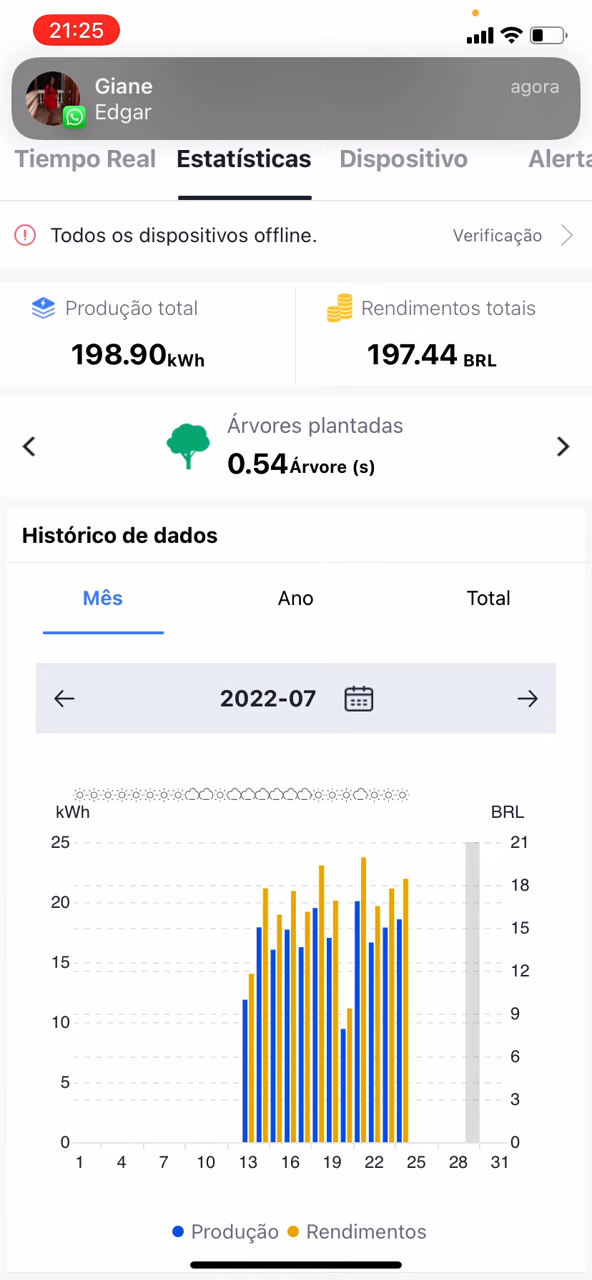 21:25
Giane
agora
Edgar
Tiempo Real Estatísticas Dispositivo Alerta
Todos os dispositivos offline. Verificação
Produção total
Rendimentos totais
198.90kWh
197.44 BRL
Árvores plantadas
0.54Árvore (s)
Histórico de dados
Mês Ano Total
2022-07
kWh BRL
25 21
20 18
15 15
10 12
5 9
0 6
3
0
1 4 7 10 13 16 19 22 25 28 31
Produção Rendimentos